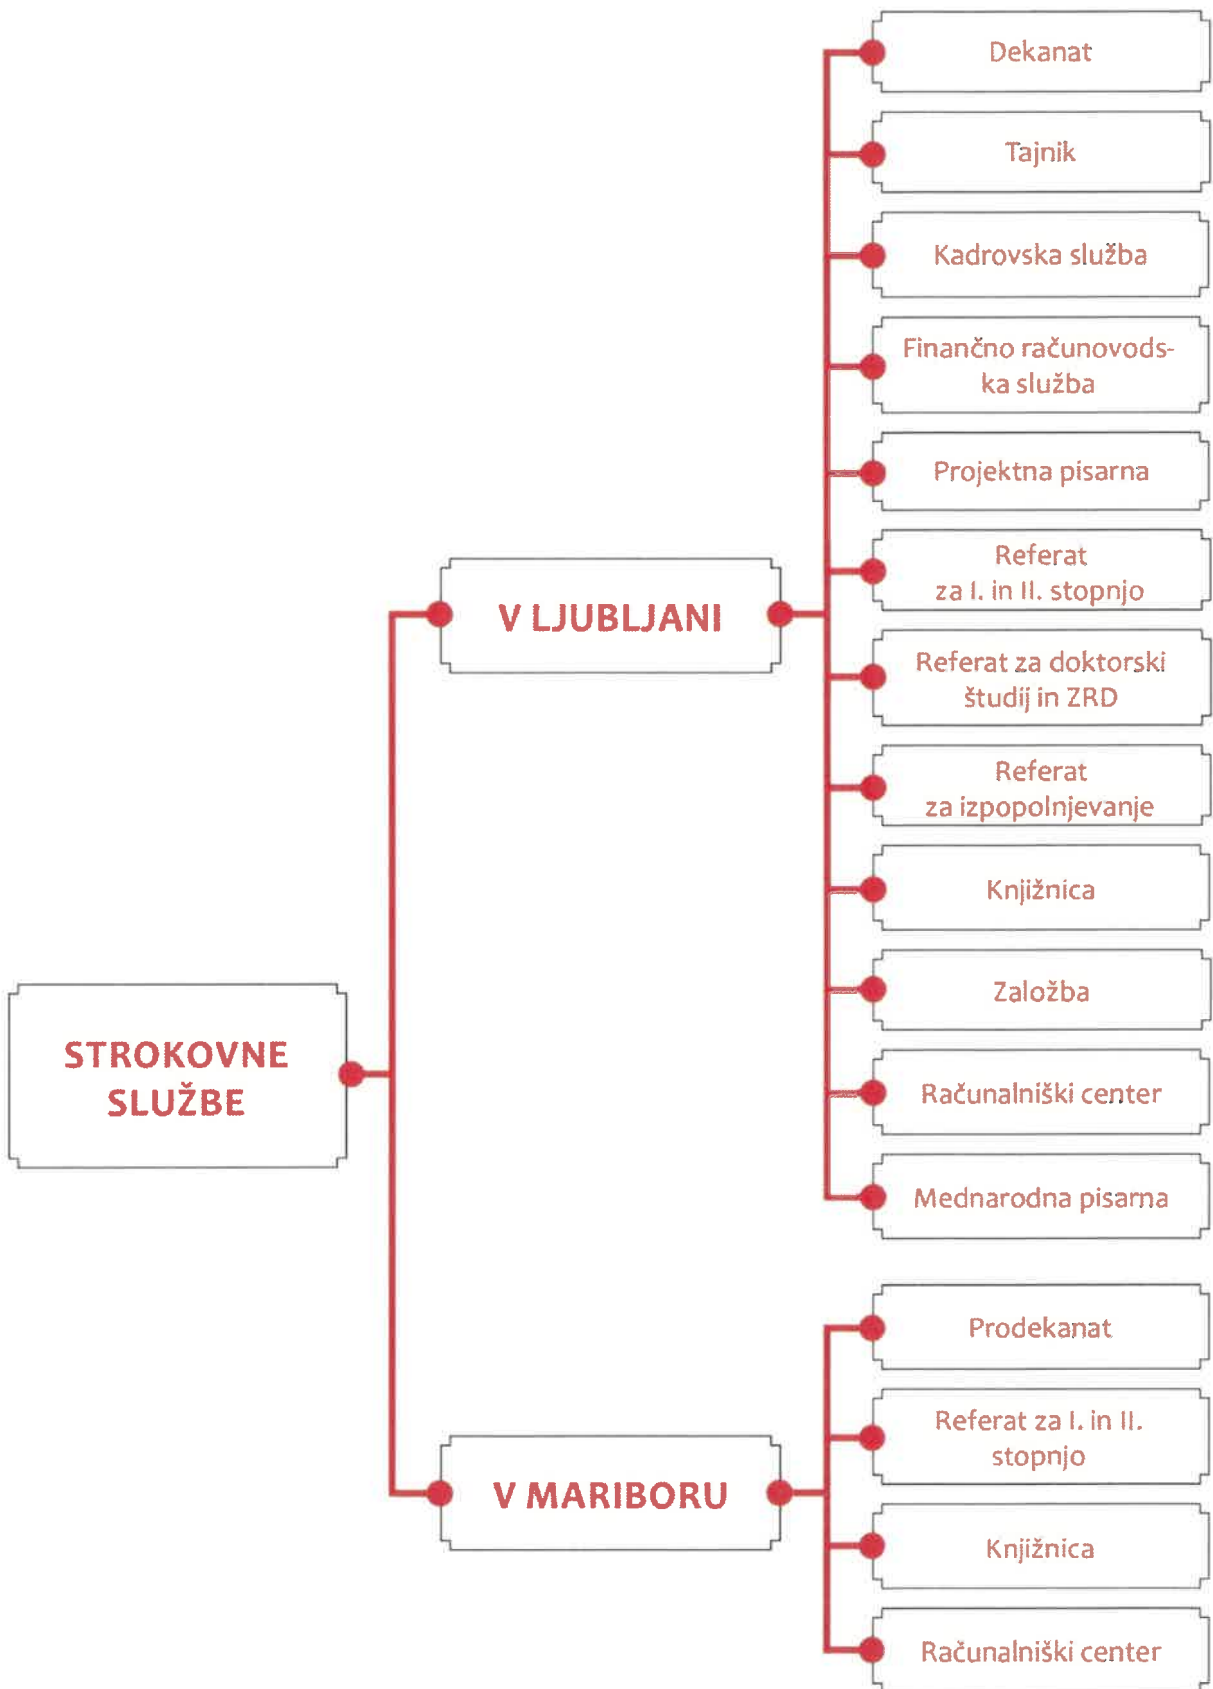 STROKOVNE
SLUŽBE
V LJUBLJANI
Dekanat
Tajnik
Kadrovska služba
Finančno računovods-
ka služba
Projektna pisarna
Referat
za I. in II. stopnjo
Referat za doktorski
študij in ZRD
Referat
za izpopolnjevanje
Knjižnica
Založba
Računalniški center
Mednarodna pisarna
V MARIBORU
Prodekanat
Referat za I. in II.
stopnjo
Knjižnica
Računalniški center